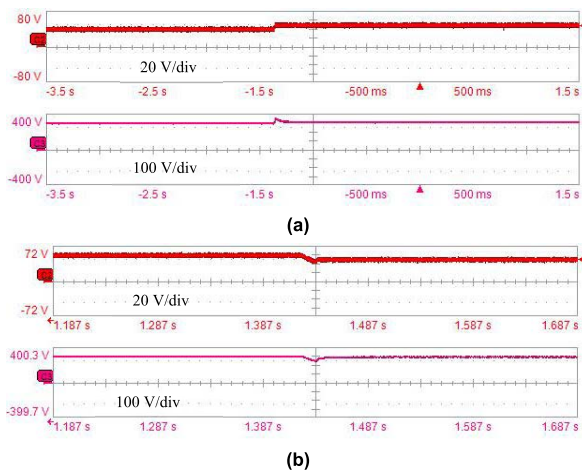 80 V
20 V/div
-80 V
-3.5 s -2.5 s -1.5 s -500 ms 500 ms 1.5 s
400 V
100 V/div
-400 V
-3.5 s -2.5 s -1.5 s -500 ms 500 ms 1.5 s
(a)
72 V
20 V/div
-72 V
1.187 s 1.287 s 1.387 s 1.487 s 1.587 s 1.687 s
400.3 V
100 V/div
-399.7 V
1.187 s 1.287 s 1.387 s 1.487 s 1.587 s 1.687 s
(b)